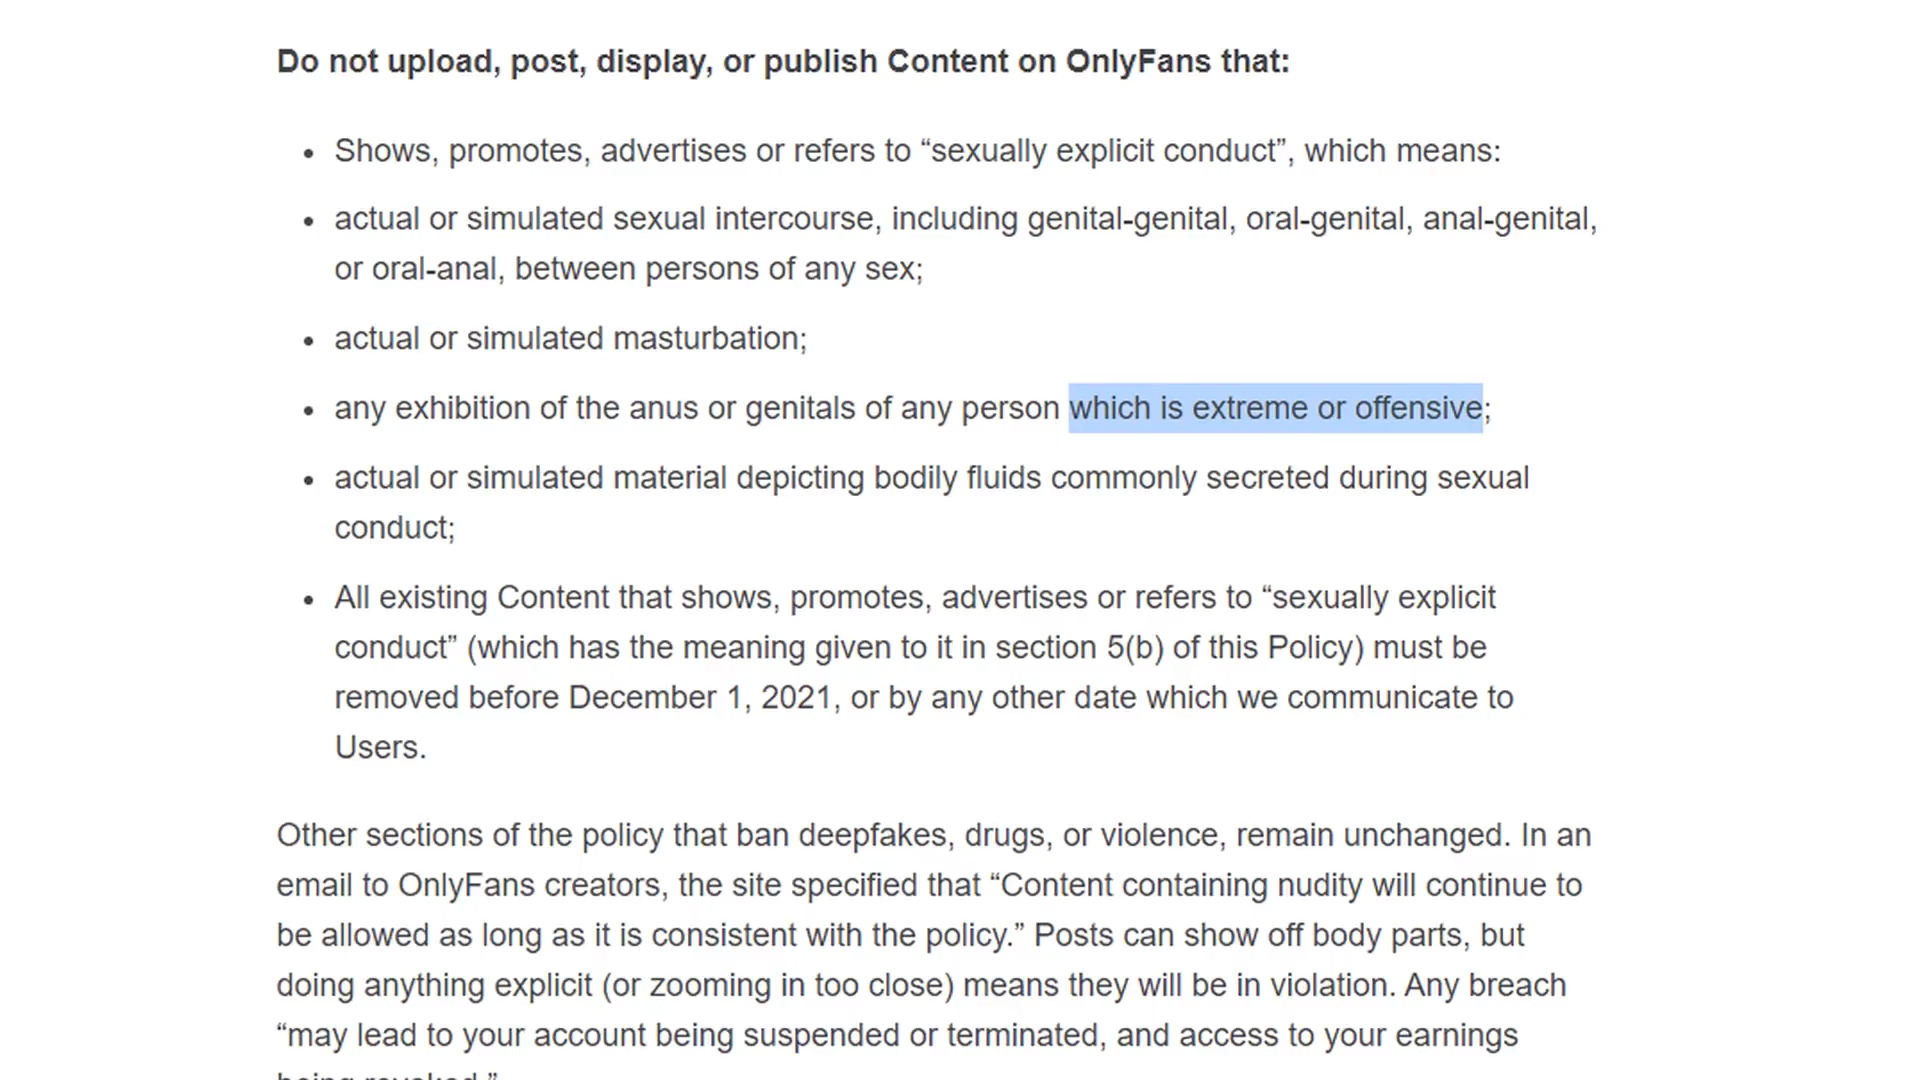 Do not upload, post, display, or publish Content on OnlyFans that:
• Shows, promotes, advertises or refers to “sexually explicit conduct”, which means:
• actual or simulated sexual intercourse, including genital-genital, oral-genital, anal-genital,
or oral-anal, between persons of any sex;
• actual or simulated masturbation;
• any exhibition of the anus or genitals of any person which is extreme or offensive;
• actual or simulated material depicting bodily fluids commonly secreted during sexual
conduct;
• All existing Content that shows, promotes, advertises or refers to “sexually explicit
conduct” (which has the meaning given to it in section 5(b) of this Policy) must be
removed before December 1, 2021, or by any other date which we communicate to
Users.
Other sections of the policy that ban deepfakes, drugs, or violence, remain unchanged. In an
email to OnlyFans creators, the site specified that “Content containing nudity will continue to
be allowed as long as it is consistent with the policy.” Posts can show off body parts, but
doing anything explicit (or zooming in too close) means they will be in violation. Any breach
“may lead to your account being suspended or terminated, and access to your earnings
being revoked.”